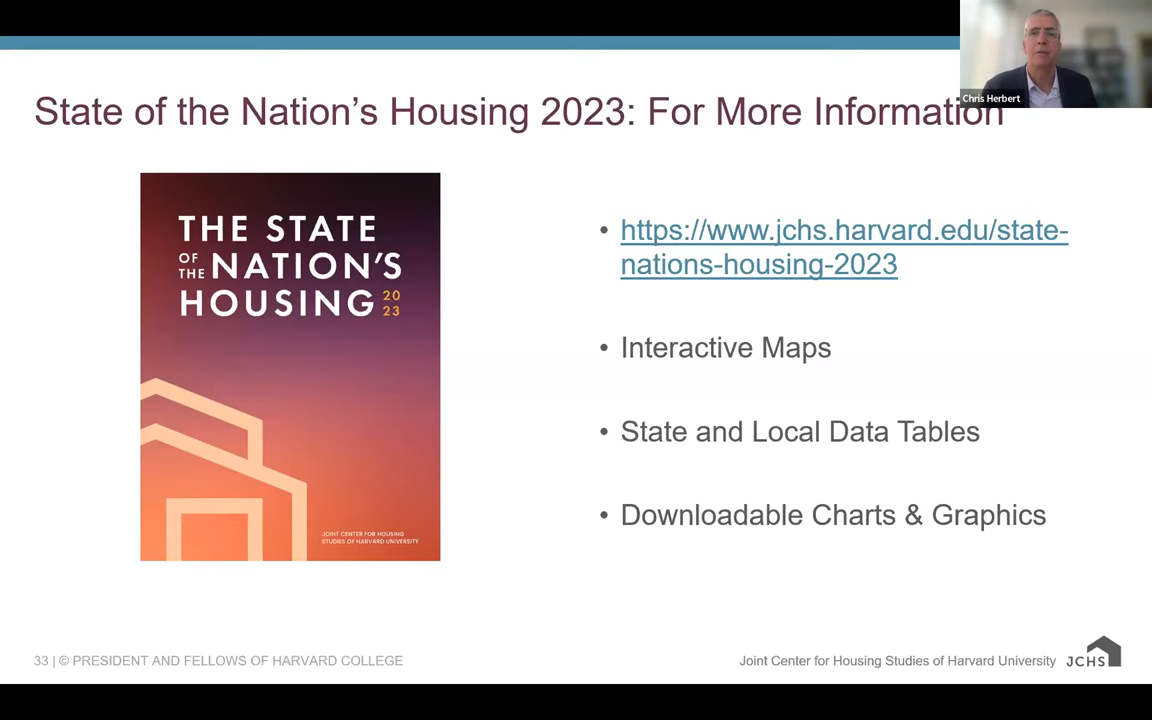 Chris Herbert
State of the Nation's Housing 2023: For More Information
THE STATE
OF THE NATION'S
HOUSING 20 23
JOINT CENTER FOR HOUSING
STUDIES OF HARVARD UNIVERSITY
• https://www.jchs.harvard.edu/state-
nations-housing-2023
• Interactive Maps
• State and Local Data Tables
• Downloadable Charts & Graphics
33 | © PRESIDENT AND FELLOWS OF HARVARD COLLEGE
Joint Center for Housing Studies of Harvard University
JCHS